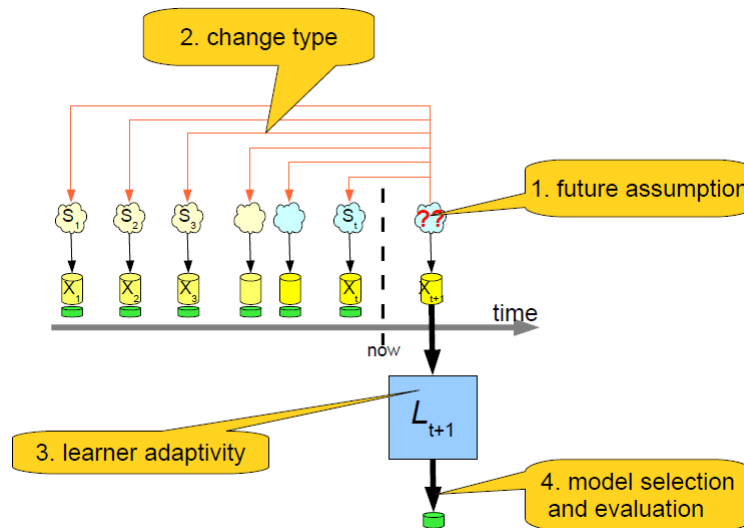 2. change type
1. future assumption
S1
S2
S3
St
??
X1
X2
X3
Xt
Xt+1
time
now
Lt+1
3. learner adaptivity
4. model selection
and evaluation